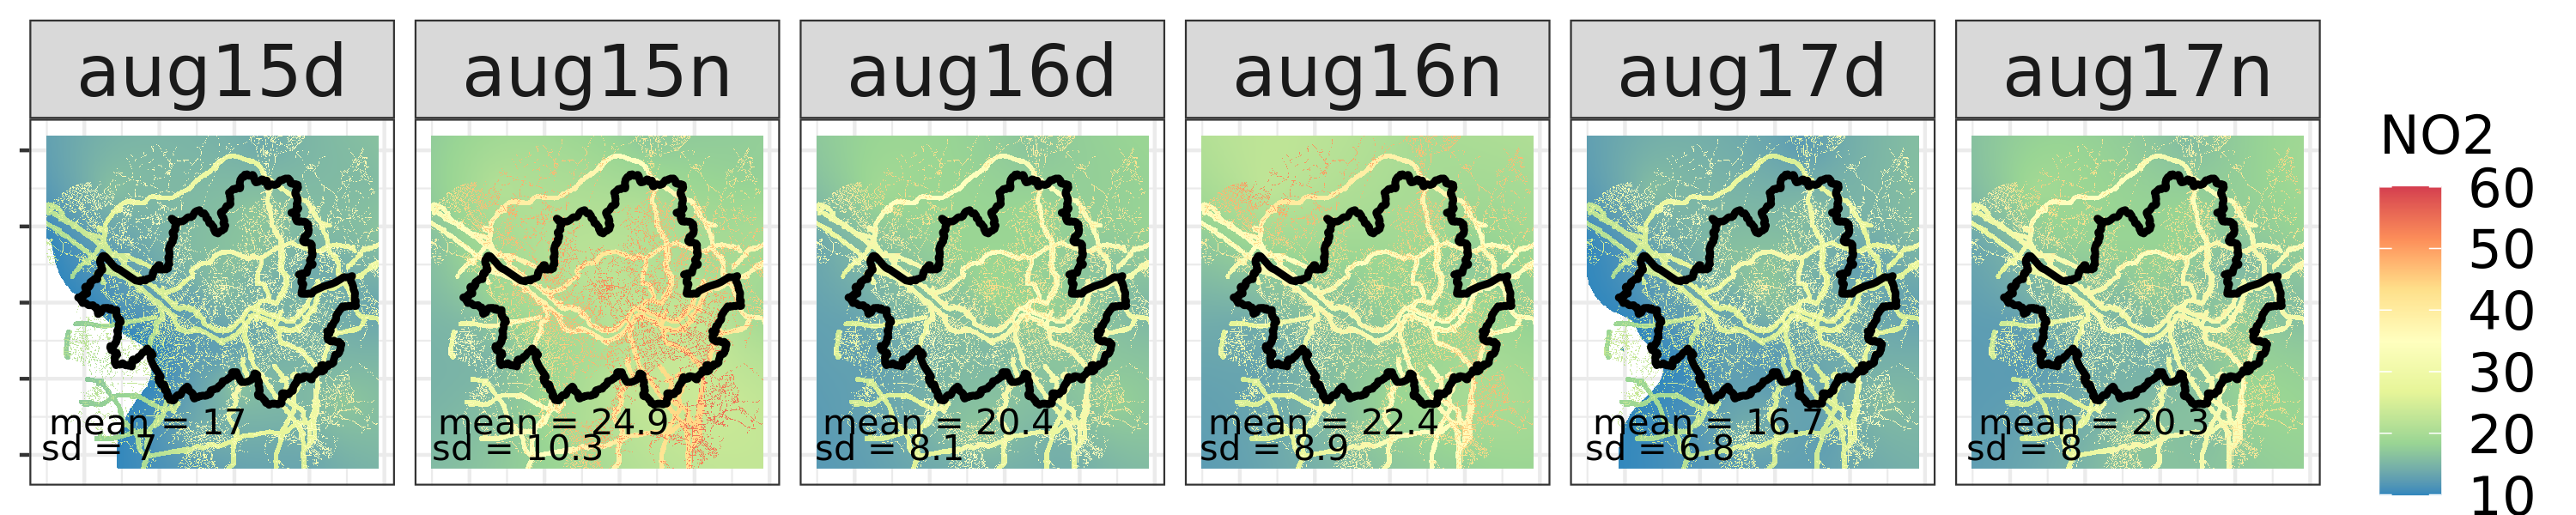 aug15d
aug15n
aug16d
aug16n
aug17d
aug17n
mean = 17
sd = 7
mean = 24.9
sd = 10.3
mean = 20.4
sd = 8.1
mean = 22.4
sd = 8.9
mean = 16.7
sd = 6.8
mean = 20.3
sd = 8
NO2
60
50
40
30
20
10